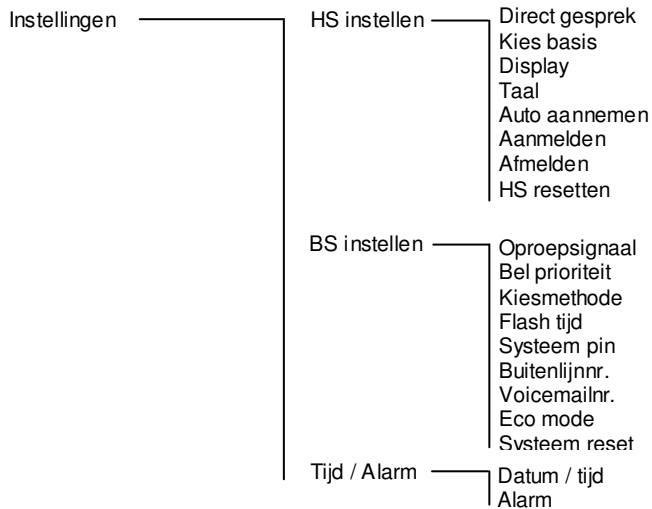 Instellingen
HS instellen
Direct gesprek
Kies basis
Display
Taal
Auto aannemen
Aanmelden
Afmelden
HS resetten
BS instellen
Oproepsignaal
Bel prioriteit
Kiesmethode
Flash tijd
Systeem pin
Buitenlijnnr.
Voicemailnr.
Eco mode
Systeem reset
Tijd / Alarm
Datum / tijd
Alarm